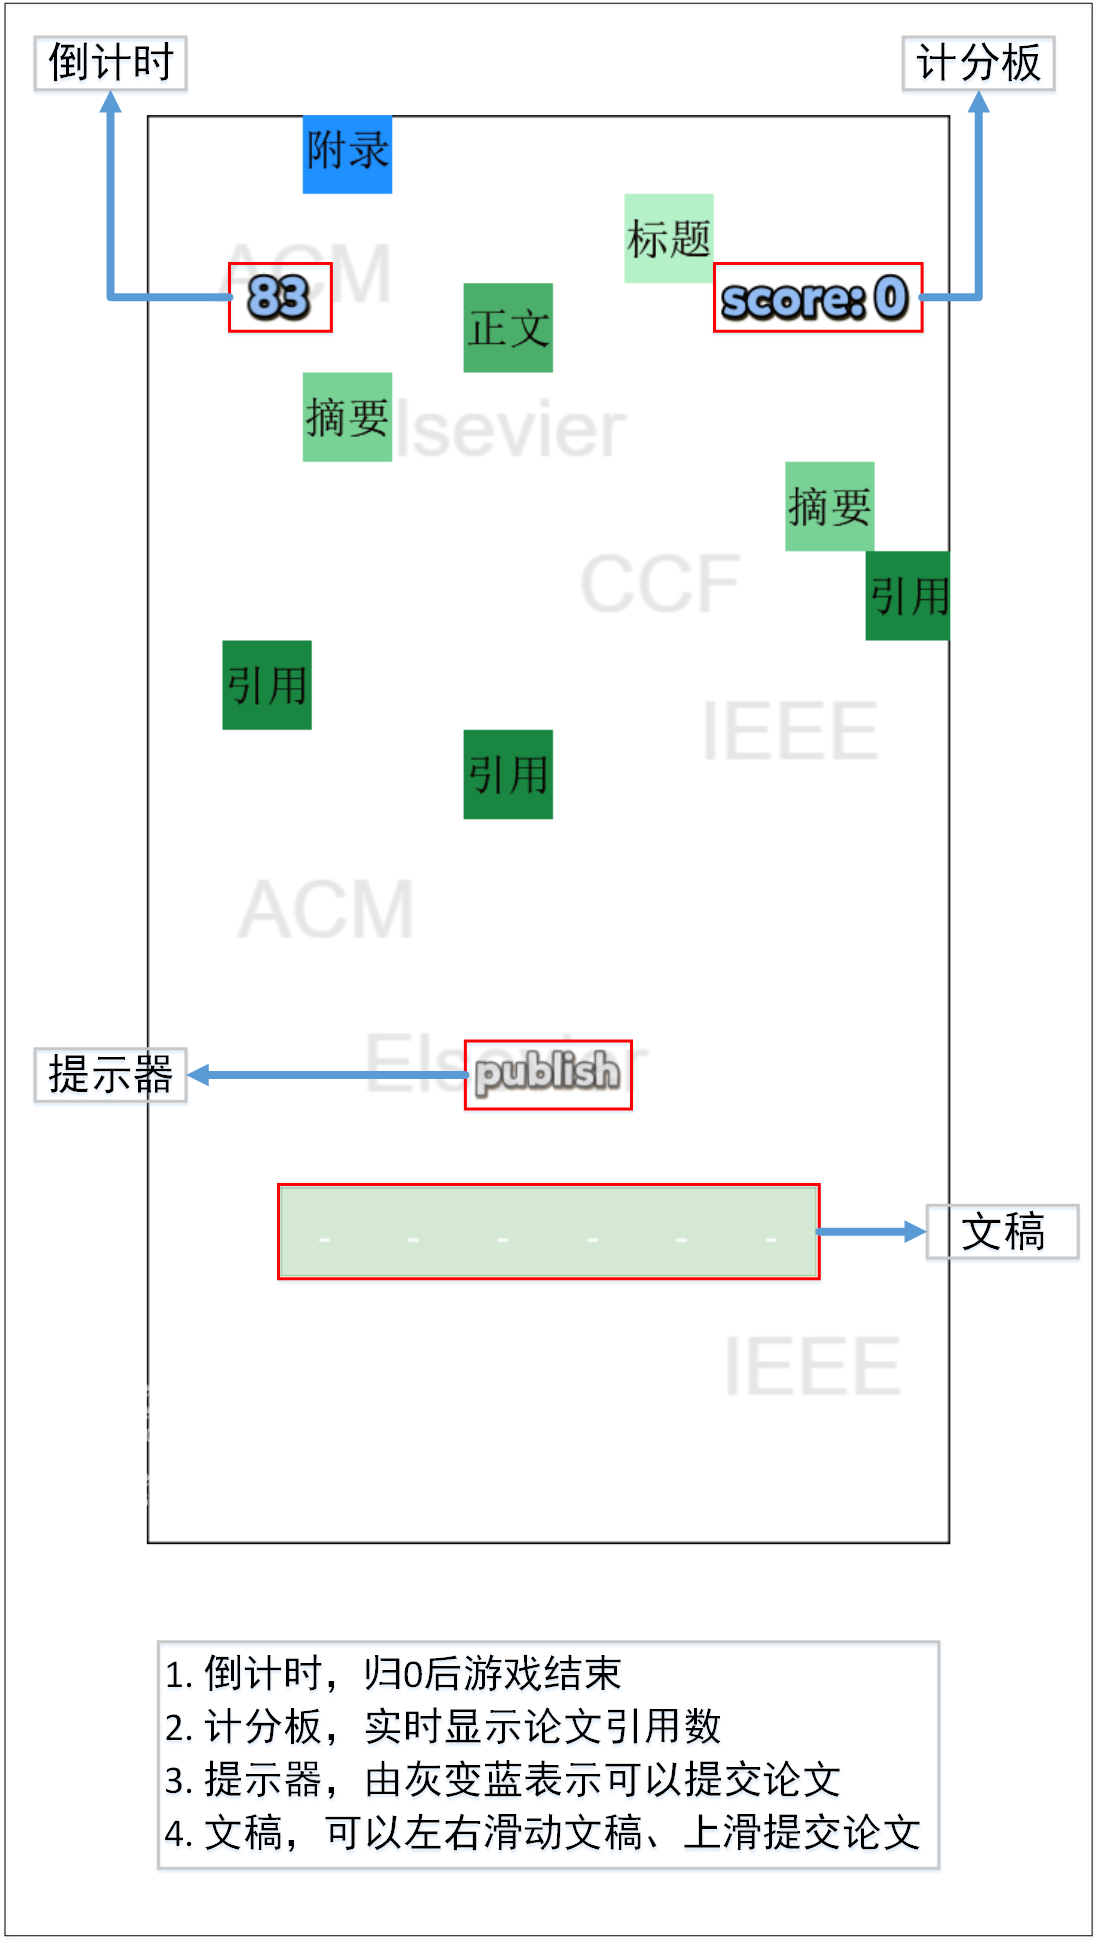 倒计时
计分板
附录
标题
ACM
83
score: 0
正文
摘要
lsevier
摘要
CCF
引用
引用
IEEE
引用
ACM
Elsevier
publish
提示器
- - - - - -
文稿
IEEE
1. 倒计时，归0后游戏结束
2. 计分板，实时显示论文引用数
3. 提示器，由灰变蓝表示可以提交论文
4. 文稿，可以左右滑动文稿、上滑提交论文